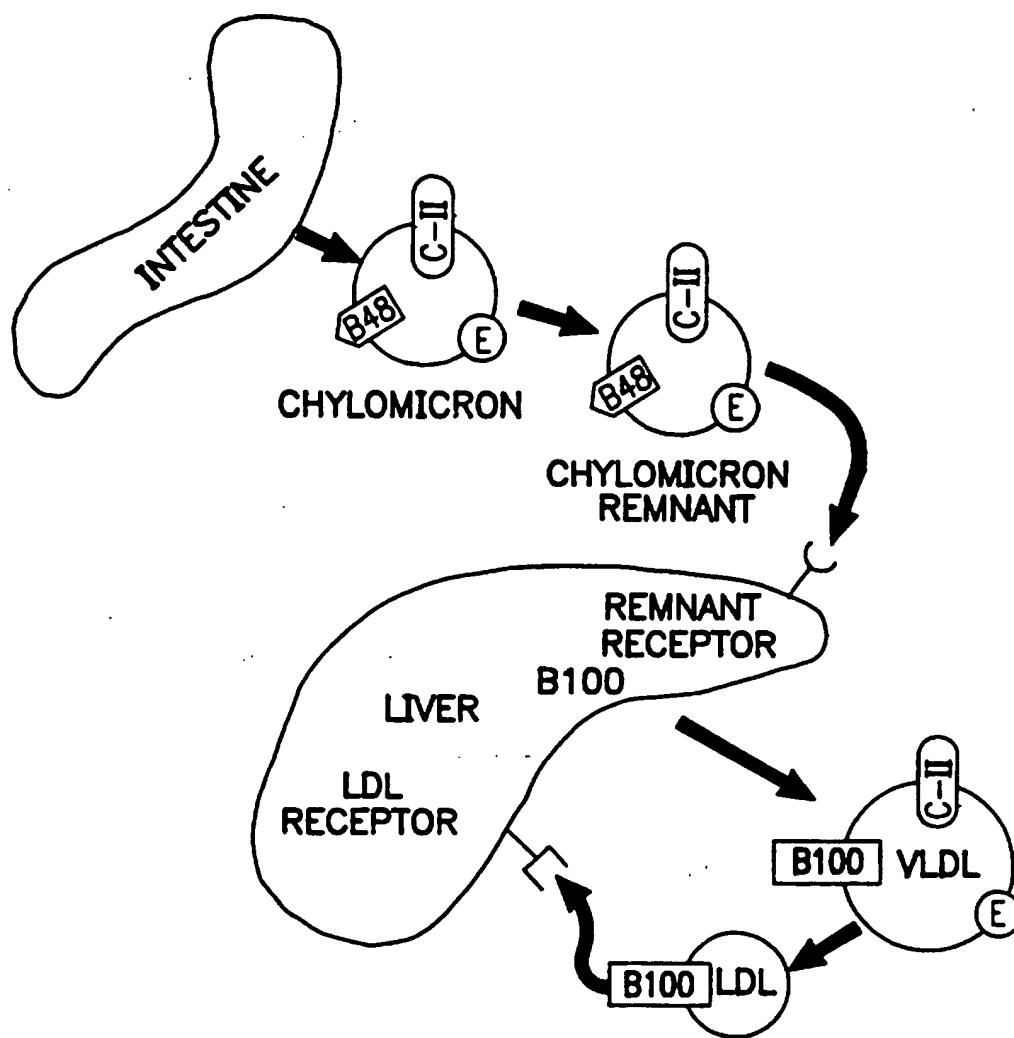 INTESTINE
C-II
B48
E
CHYLOMICRON
C-II
B48
E
CHYLOMICRON
REMNANT
REMNANT
RECEPTOR
B100
LIVER
LDL
RECEPTOR
C-II
B100
VLDL
E
B100
LDL